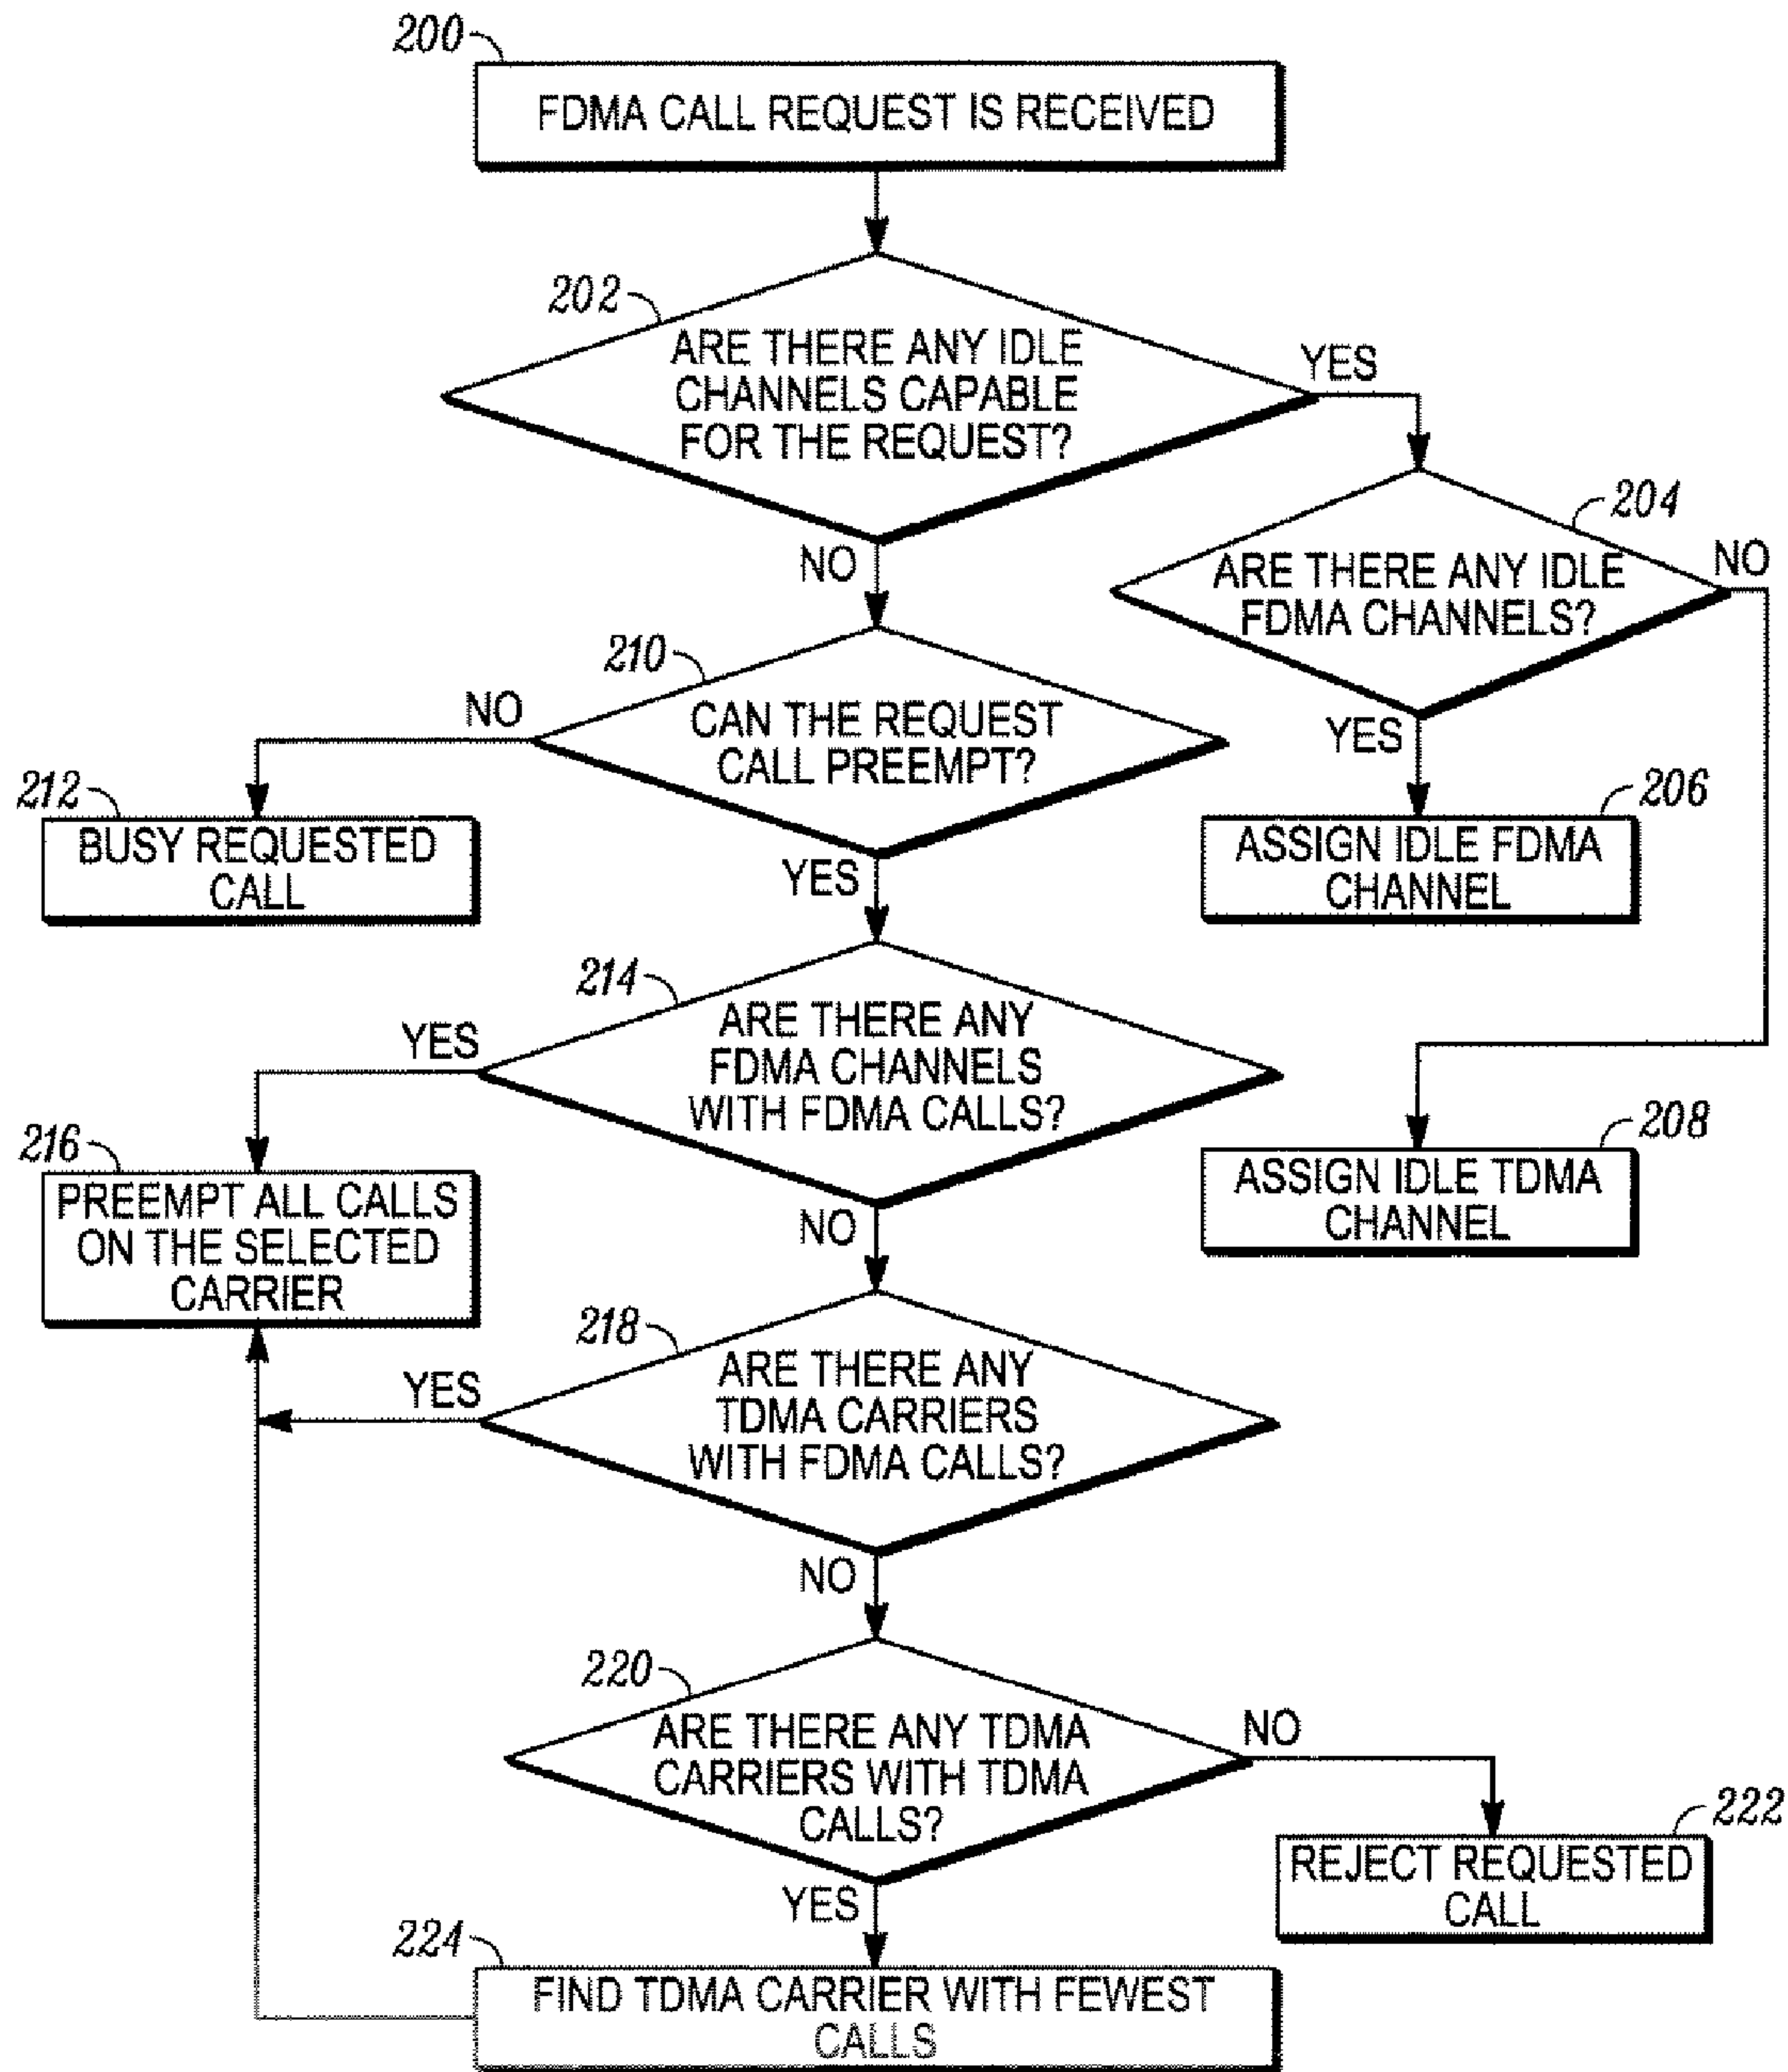 200
FDMA CALL REQUEST IS RECEIVED
202
ARE THERE ANY IDLE
CHANNELS CAPABLE
FOR THE REQUEST?
YES
NO
204
ARE THERE ANY IDLE
FDMA CHANNELS?
NO
YES
206
ASSIGN IDLE FDMA
CHANNEL
208
ASSIGN IDLE TDMA
CHANNEL
210
CAN THE REQUEST
CALL PREEMPT?
NO
YES
212
BUSY REQUESTED
CALL
214
ARE THERE ANY
FDMA CHANNELS
WITH FDMA CALLS?
YES
NO
216
PREEMPT ALL CALLS
ON THE SELECTED
CARRIER
218
ARE THERE ANY
TDMA CARRIERS
WITH FDMA CALLS?
YES
NO
220
ARE THERE ANY TDMA
CARRIERS WITH TDMA
CALLS?
NO
YES
222
REJECT REQUESTED
CALL
224
FIND TDMA CARRIER WITH FEWEST
CALLS